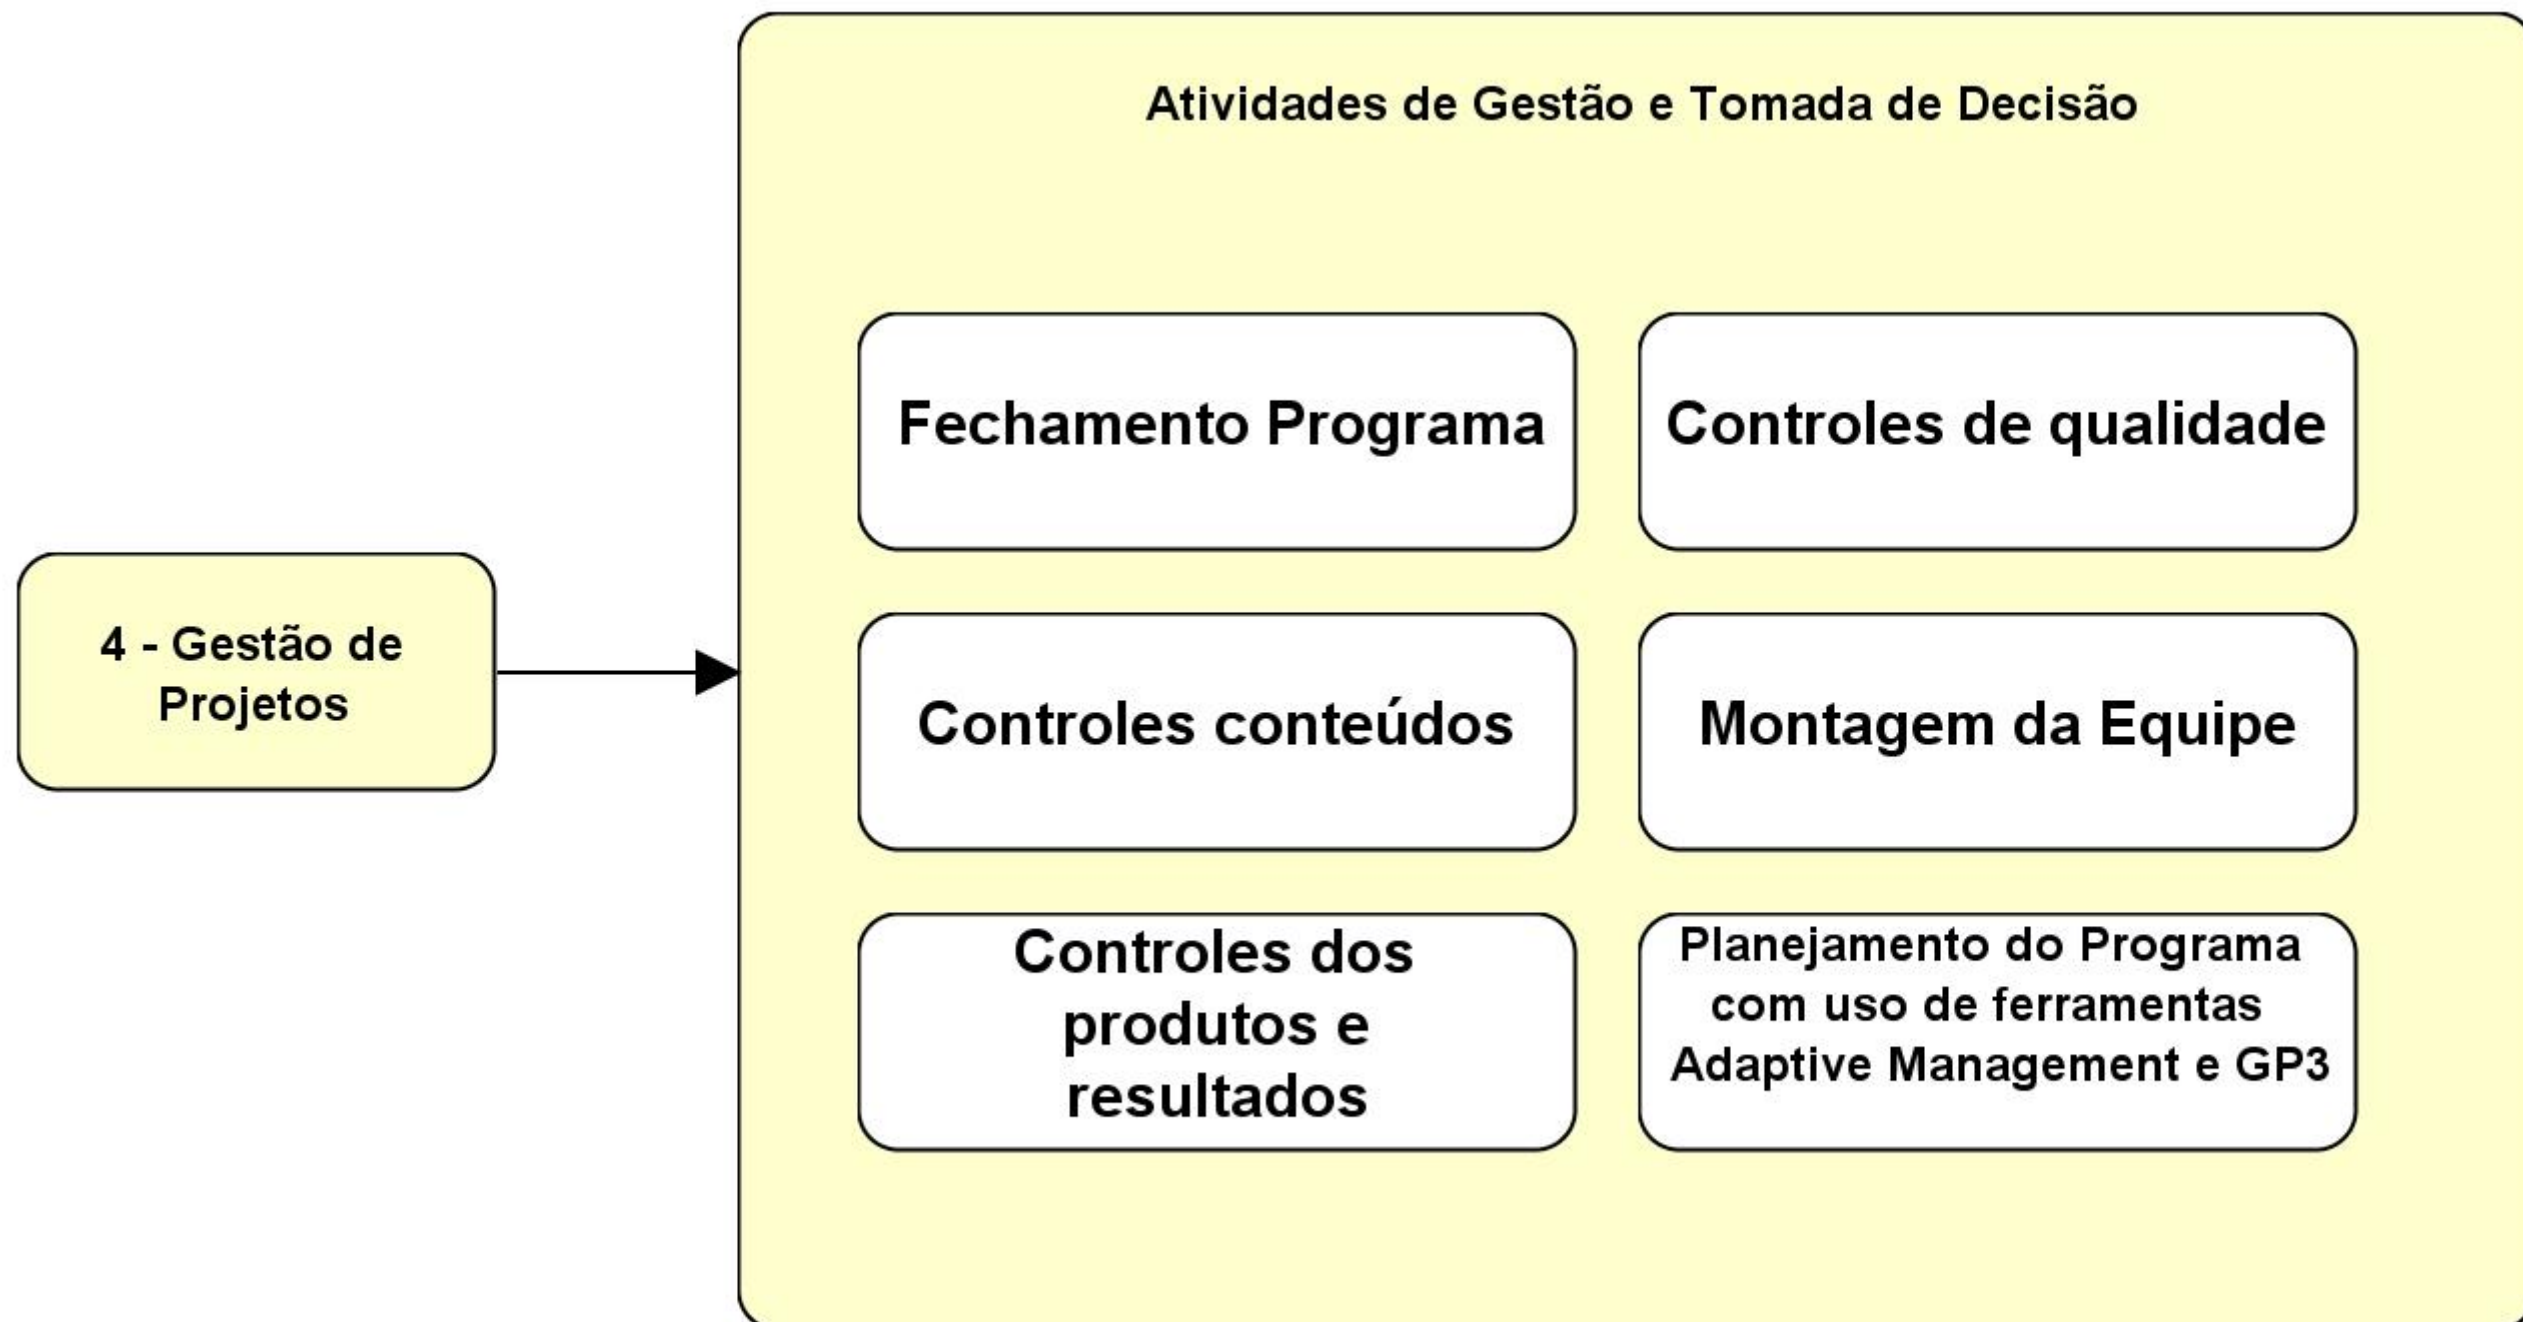 Atividades de Gestão e Tomada de Decisão
Fechamento Programa
Controles de qualidade
4 - Gestão de
Projetos
Controles conteúdos
Montagem da Equipe
Controles dos
produtos e
resultados
Planejamento do Programa
com uso de ferramentas
Adaptive Management e GP3